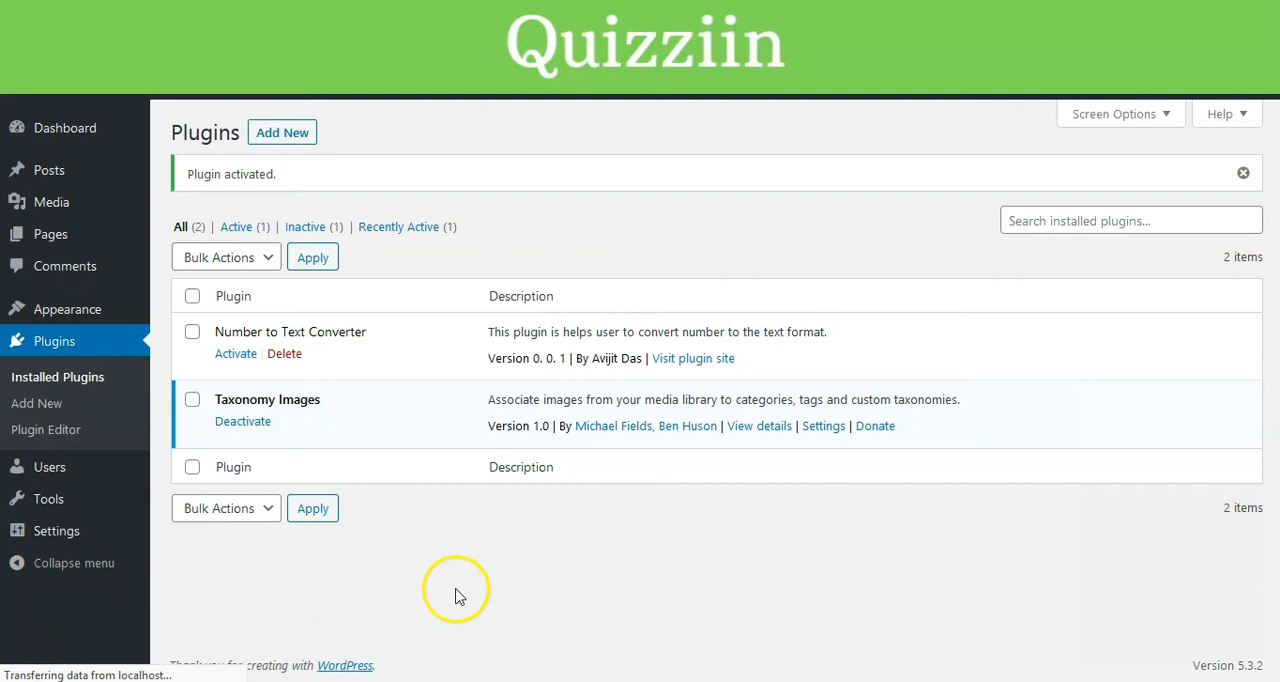 Quizziin
Dashboard
Posts
Media
Pages
Comments
Appearance
Plugins
Installed Plugins
Add New
Plugin Editor
Users
Tools
Settings
Collapse menu
Screen Options Help
Plugins Add New
Plugin activated.
All (2) | Active (1) | Inactive (1) | Recently Active (1)
Search installed plugins...
Bulk Actions Apply
2 items
Plugin Description
Number to Text Converter This plugin is helps user to convert number to the text format.
Activate | Delete Version 0. 0. 1 | By Avijit Das | Visit plugin site
Taxonomy Images Associate images from your media library to categories, tags and custom taxonomies.
Deactivate Version 1.0 | By Michael Fields, Ben Huson | View details | Settings | Donate
Plugin Description
Bulk Actions Apply
2 items
Thank you for creating with WordPress.
Version 5.3.2
Transferring data from localhost...